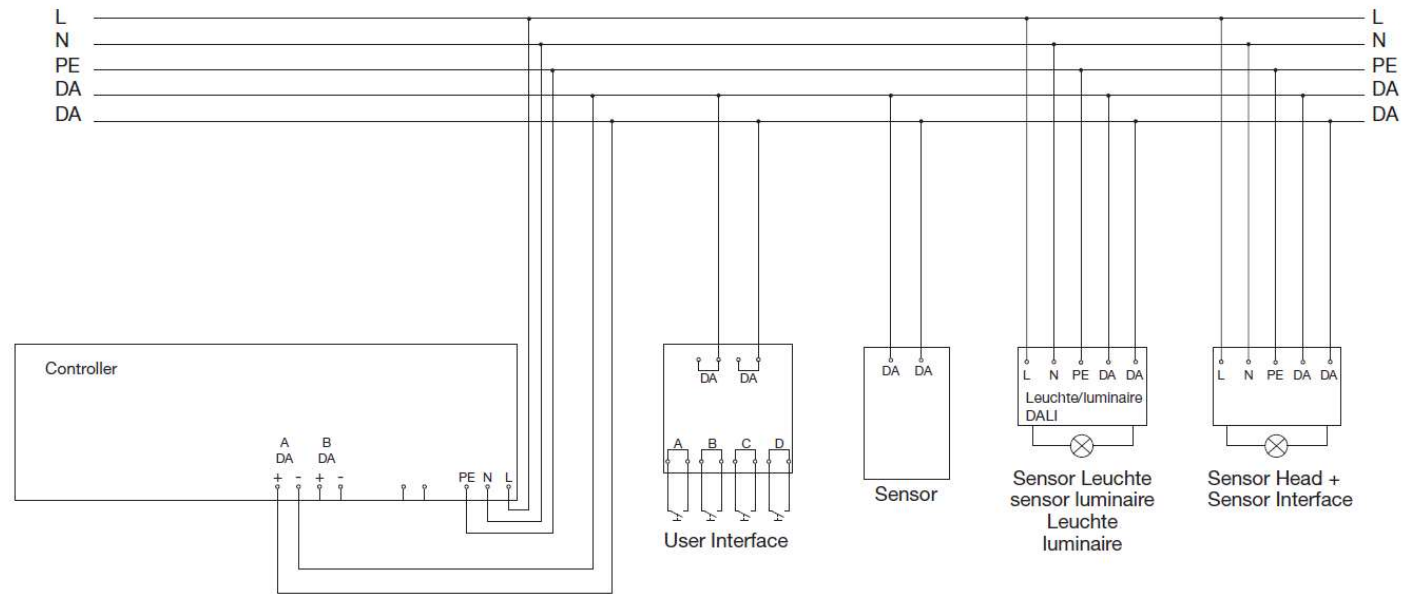 L L
N N
PE PE
DA DA
DA DA
Controller
A B
DA DA
+ - + -
PE N L
DA DA
A B C D
User Interface
DA DA
Sensor
L N PE DA DA
Leuchte/luminaire
DALI
Sensor Leuchte
sensor luminaire
Leuchte
luminaire
L N PE DA DA
Sensor Head +
Sensor Interface